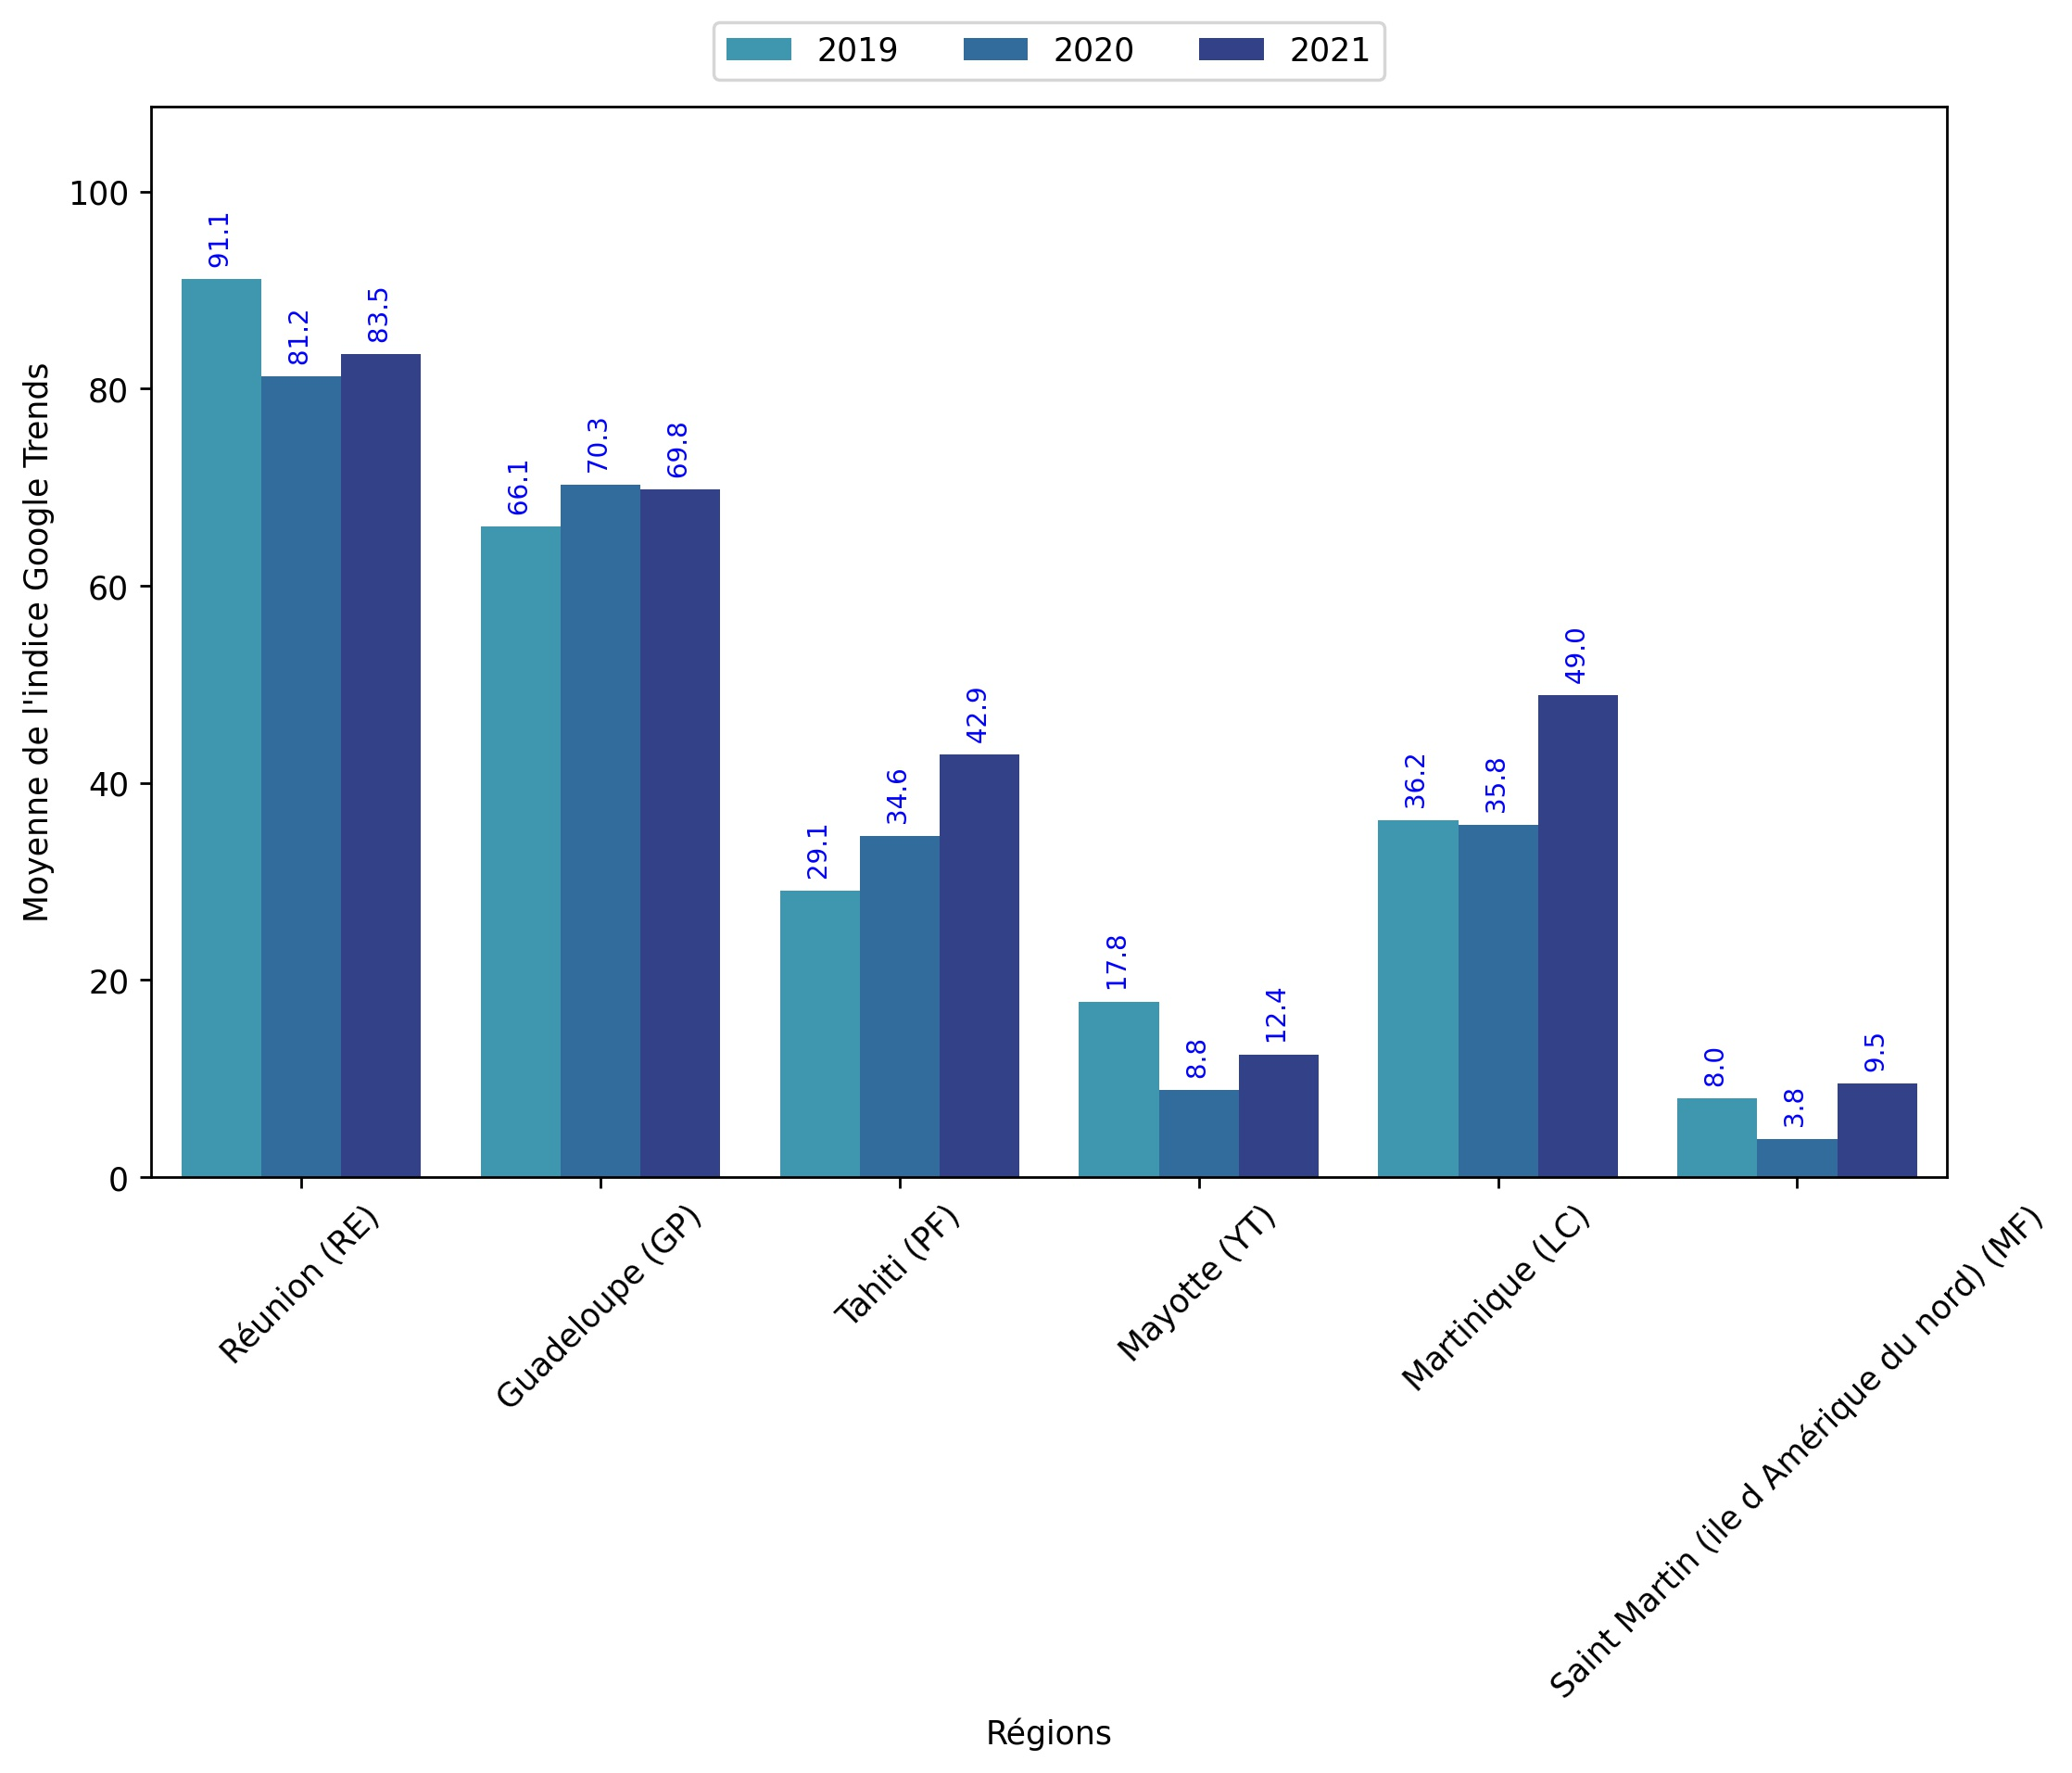 2019 2020 2021
Moyenne de l'indice Google Trends
100
80
60
40
20
0
91.1 81.2 83.5
66.1 70.3 69.8
29.1 34.6 42.9
17.8 8.8 12.4
36.2 35.8 49.0
8.0 3.8 9.5
Réunion (RE)
Guadeloupe (GP)
Tahiti (PF)
Mayotte (YT)
Martinique (LC)
Saint Martin (ile d Amérique du nord) (MF)
Régions